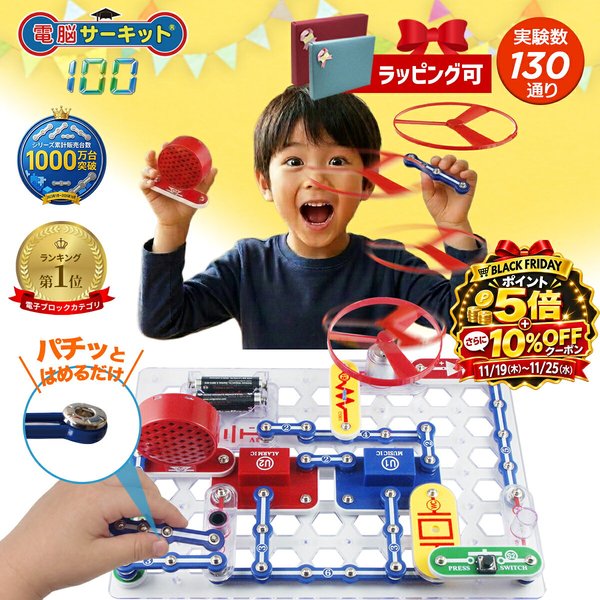 電脳サーキット®
100
ラッピング可
実験数
130
通り
シリーズ累計販売台数
1000
万台
突破
ランキング
第1位
電子ブロックカテゴリ
BLACK FRIDAY
ポイント
5倍
+
さらに
10%OFF
クーポン
11/19(木)~11/25(水)
パチッと
はめるだけ
U2
ALARM IC
U1
MUSIC IC
S2
PRESS SWITCH